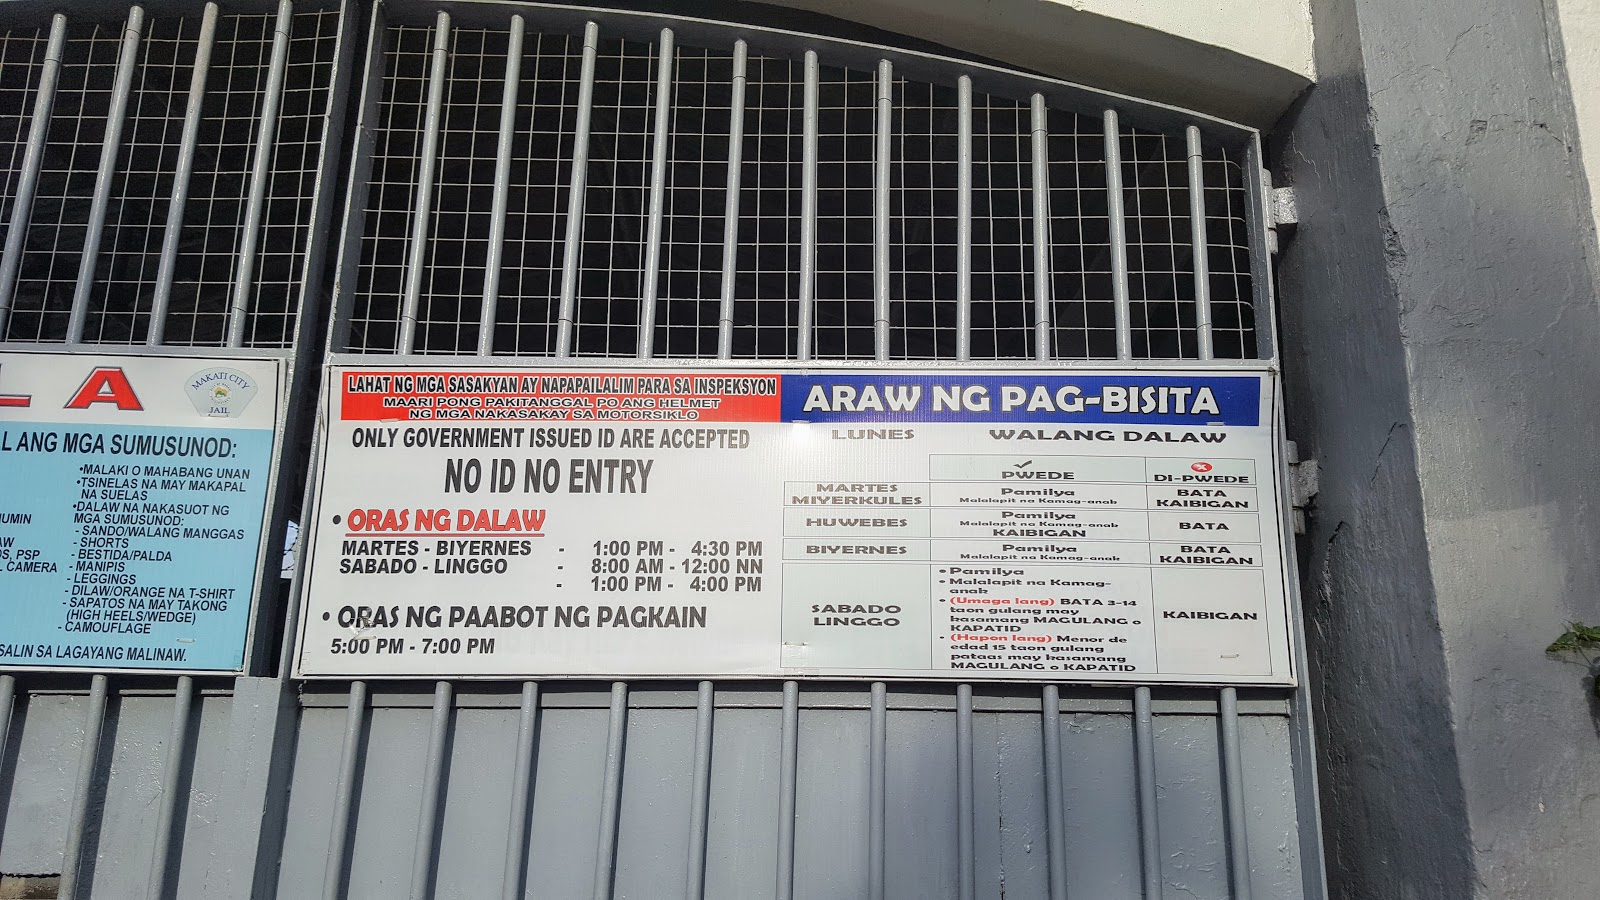 LA
MAKATI CITY
JAIL
L ANG MGA SUMUSUNOD:
•MALAKI O MAHABANG UNAN
•TSINELAS NA MAY MAKAPAL
NA SUELAS
•DALAW NA NAKASUOT NG
MGA SUMUSUNOD:
- SANDO/WALANG MANGGAS
- SHORTS
- BESTIDA/PALDA
- MANIPIS
- LEGGINGS
- DILAW/ORANGE NA T-SHIRT
- SAPATOS NA MAY TAKONG
(HIGH HEELS/WEDGE)
- CAMOUFLAGE
UMIN
AW
OS, PSP
L CAMERA
SALIN SA LAGAYANG MALINAW.
LAHAT NG MGA SASAKYAN AY NAPAPAILALIM PARA SA INSPEKSYON
MAARI PONG PAKITANGGAL PO ANG HELMET
NG MGA NAKASAKAY SA MOTORSIKLO
ONLY GOVERNMENT ISSUED ID ARE ACCEPTED
NO ID NO ENTRY
• ORAS NG DALAW
MARTES - BIYERNES - 1:00 PM - 4:30 PM
SABADO - LINGGO - 8:00 AM - 12:00 NN
- 1:00 PM - 4:00 PM
• ORAS NG PAABOT NG PAGKAIN
5:00 PM - 7:00 PM
ARAW NG PAG-BISITA
LUNES WALANG DALAW
PWEDE DI-PWEDE
MARTES
MIYERKULES
Pamilya
Malalapit na Kamag-anak
BATA
KAIBIGAN
HUWEBES
Pamilya
Malalapit na Kamag-anak
KAIBIGAN
BATA
BIYERNES
Pamilya
Malalapit na Kamag-anak
BATA
KAIBIGAN
SABADO
LINGGO
• Pamilya
• Malalapit na Kamag-
anak
• (Umaga lang) BATA 3-14
taon gulang may
kasamang MAGULANG o
KAPATID
• (Hapon lang) Menor de
edad 15 taon gulang
pataas may kasamang
MAGULANG o KAPATID
KAIBIGAN